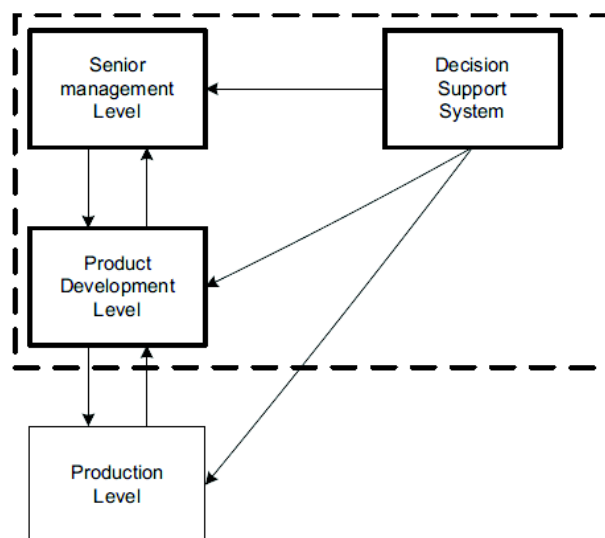 Senior
management
Level
Decision
Support
System
Product
Development
Level
Production
Level